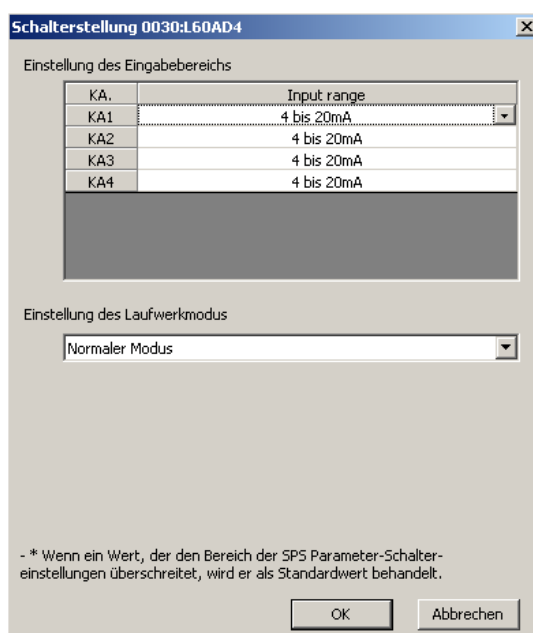 Schalterstellung 0030:L60AD4
Einstellung des Eingabebereichs
KA. Input range
KA1 4 bis 20mA
KA2 4 bis 20mA
KA3 4 bis 20mA
KA4 4 bis 20mA
Einstellung des Laufwerkmodus
Normaler Modus
- * Wenn ein Wert, der den Bereich der SPS Parameter-Schalter-
einstellungen überschreitet, wird er als Standardwert behandelt.
OK Abbrechen